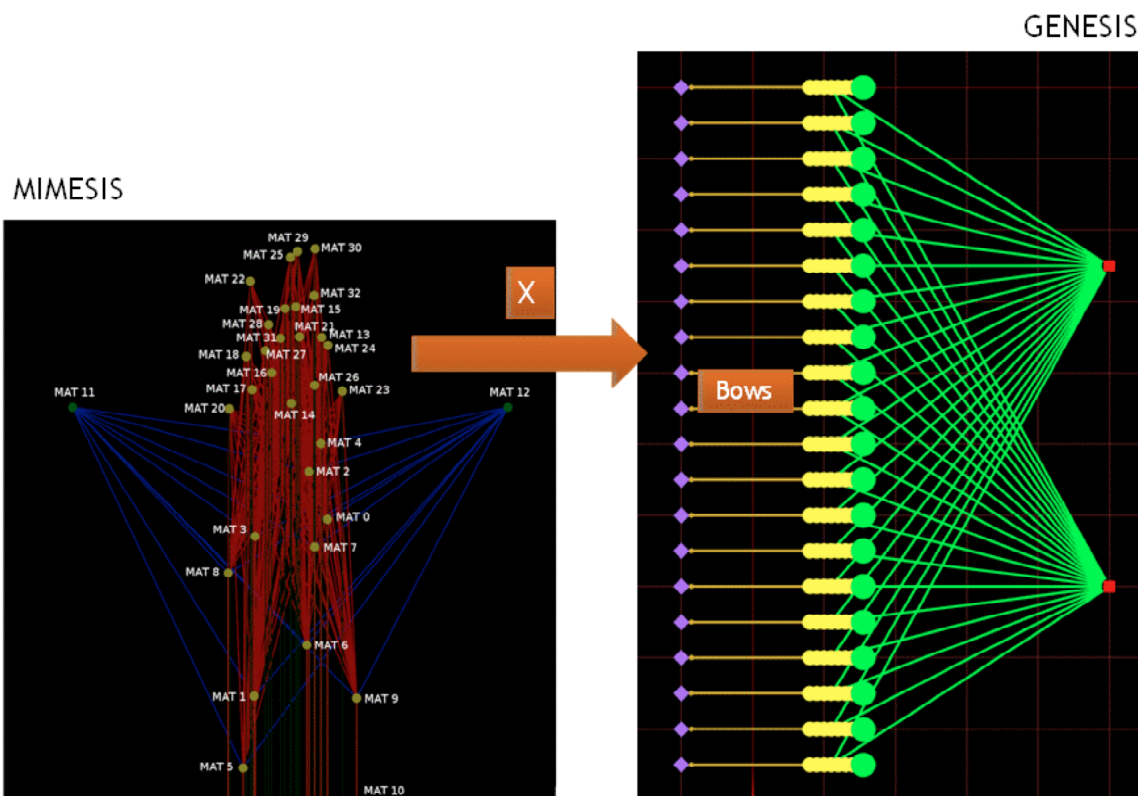 GENESIS
MIMESIS
MAT 29
MAT 25
MAT 30
MAT 22
MAT 32
MAT 19
MAT 15
MAT 28
MAT 21
MAT 31
MAT 13
MAT 24
MAT 18
MAT 27
MAT 16
MAT 26
MAT 17
MAT 23
MAT 11
MAT 12
MAT 20
MAT 14
MAT 4
MAT 2
MAT 0
MAT 3
MAT 7
MAT 8
MAT 6
MAT 1
MAT 9
MAT 5
MAT 10
X
Bows